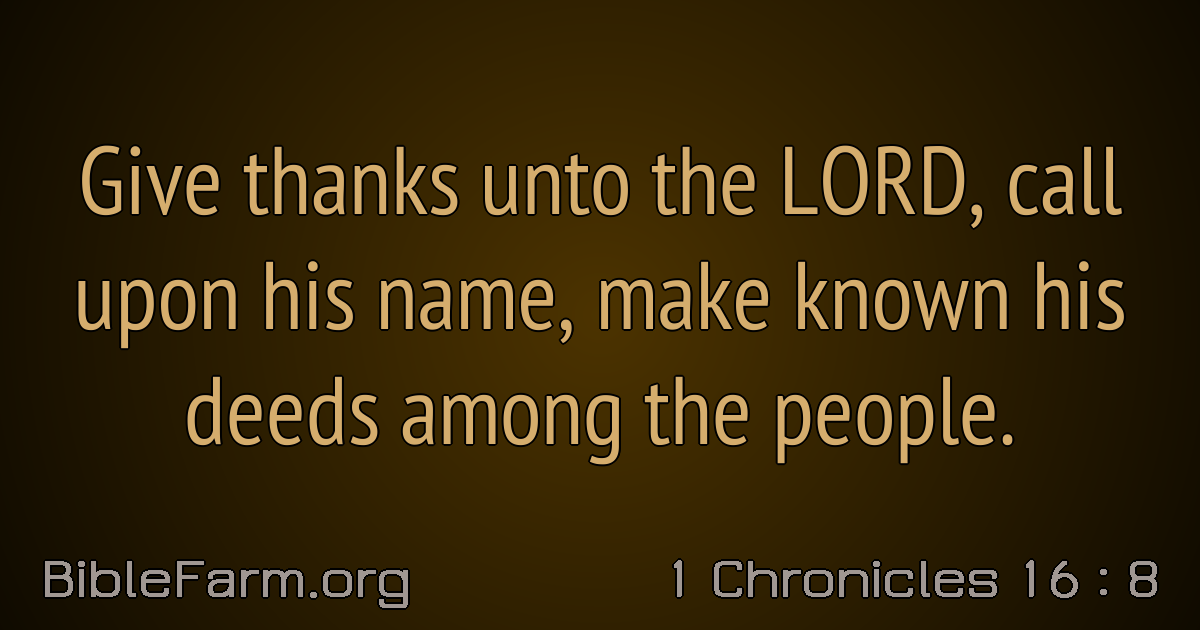 Give thanks unto the LORD, call
upon his name, make known his
deeds among the people.
BibleFarm.org
1 Chronicles 16 : 8